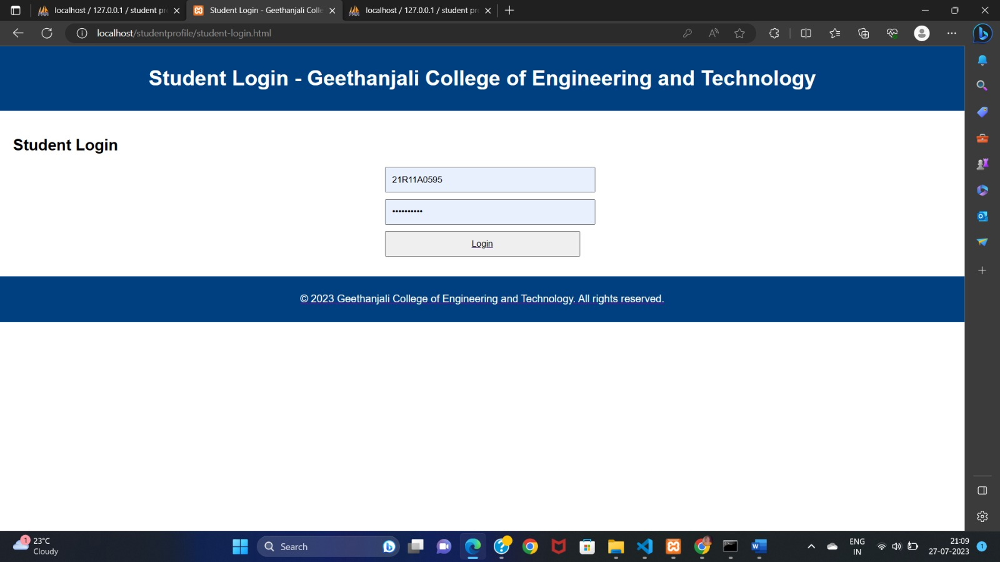 localhost / 127.0.0.1 / student pr
Student Login - Geethanjali Colle
localhost / 127.0.0.1 / student pr
localhost/studentprofile/student-login.html
Student Login - Geethanjali College of Engineering and Technology
Student Login
21R11A0595
••••••••••
Login
© 2023 Geethanjali College of Engineering and Technology. All rights reserved.
1
23°C
Cloudy
Search
ENG
IN
21:09
27-07-2023
1